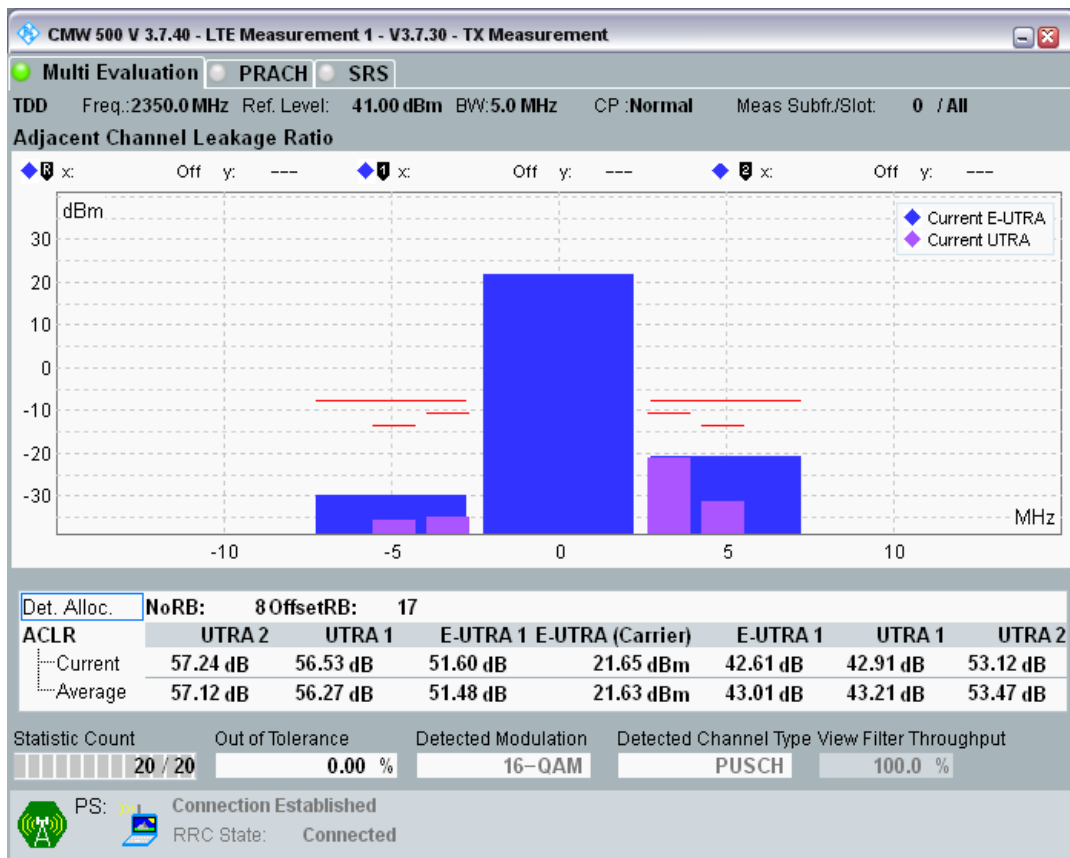 CMW 500 V 3.7.40 - LTE Measurement 1 - V3.7.30 - TX Measurement
Multi Evaluation PRACH SRS
TDD Freq.:2350.0 MHz Ref. Level: 41.00 dBm BW:5.0 MHz CP :Normal Meas Subfr./Slot: 0 / All
Adjacent Channel Leakage Ratio
R x: Off y: --- 1 x: Off y: --- 2 x: Off y: ---
dBm
Current E-UTRA
Current UTRA
30
20
10
0
-10
-20
-30
MHz
-10 -5 0 5 10
Det. Alloc. NoRB: 8 OffsetRB: 17
ACLR UTRA 2 UTRA 1 E-UTRA 1 E-UTRA (Carrier) E-UTRA 1 UTRA 1 UTRA 2
Current 57.24 dB 56.53 dB 51.60 dB 21.65 dBm 42.61 dB 42.91 dB 53.12 dB
Average 57.12 dB 56.27 dB 51.48 dB 21.63 dBm 43.01 dB 43.21 dB 53.47 dB
Statistic Count Out of Tolerance Detected Modulation Detected Channel Type View Filter Throughput
20 / 20 0.00 % 16-QAM PUSCH 100.0 %
PS: Connection Established
RRC State: Connected